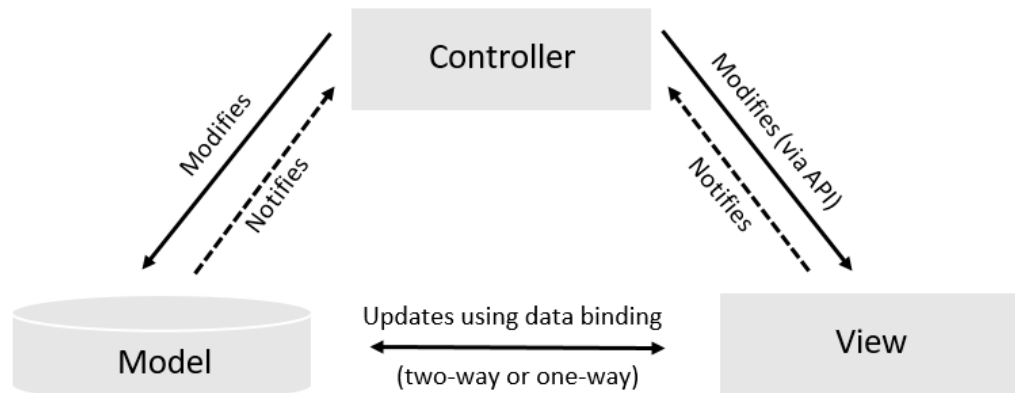 Controller
Modifies
Notifies
Modifies (via API)
Notifies
Updates using data binding
(two-way or one-way)
Model
View